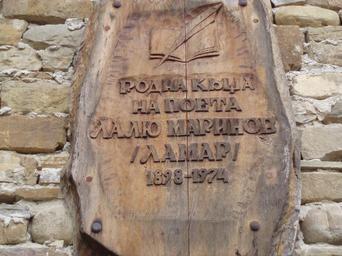 РОДНА КЪЩА
НА ПОЕТА
ЛАЛЮ МАРИНОВ
/ЛАМАР/
1898-1974